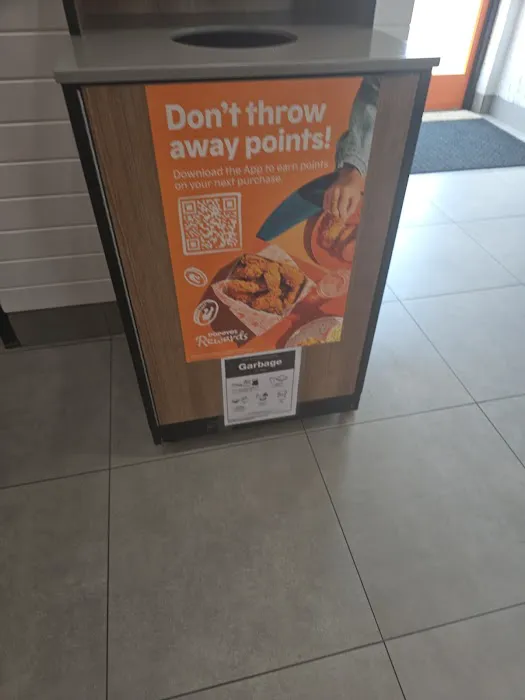 Don't throw
away points!
Download the App to earn points
on your next purchase.
POPEYES
Rewards
Garbage